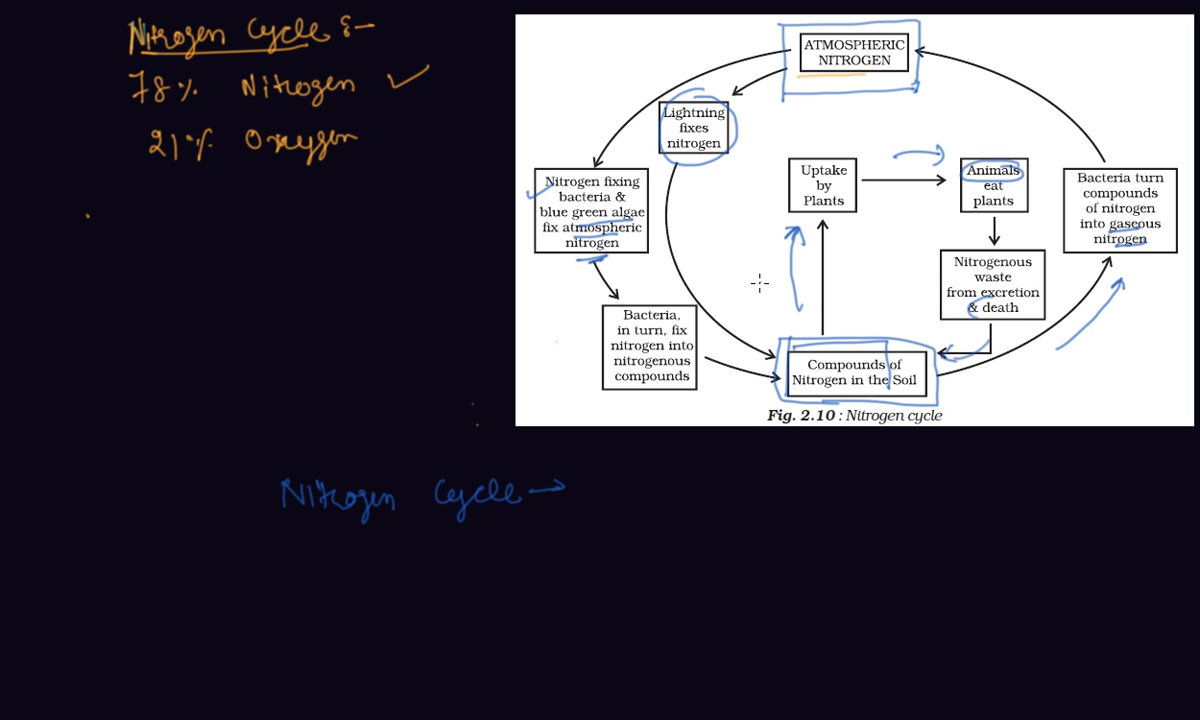 Nitrogen Cycle :-
78% Nitrogen ✓
21% Oxygen
ATMOSPHERIC
NITROGEN
Lightning
fixes
nitrogen
Nitrogen fixing
bacteria &
blue green algae
fix atmospheric
nitrogen
Uptake
by
Plants
Animals
eat
plants
Bacteria turn
compounds
of nitrogen
into gaseous
nitrogen
Nitrogenous
waste
from excretion
& death
Bacteria,
in turn, fix
nitrogen into
nitrogenous
compounds
Compounds of
Nitrogen in the Soil
Fig. 2.10 : Nitrogen cycle
Nitrogen Cycle →